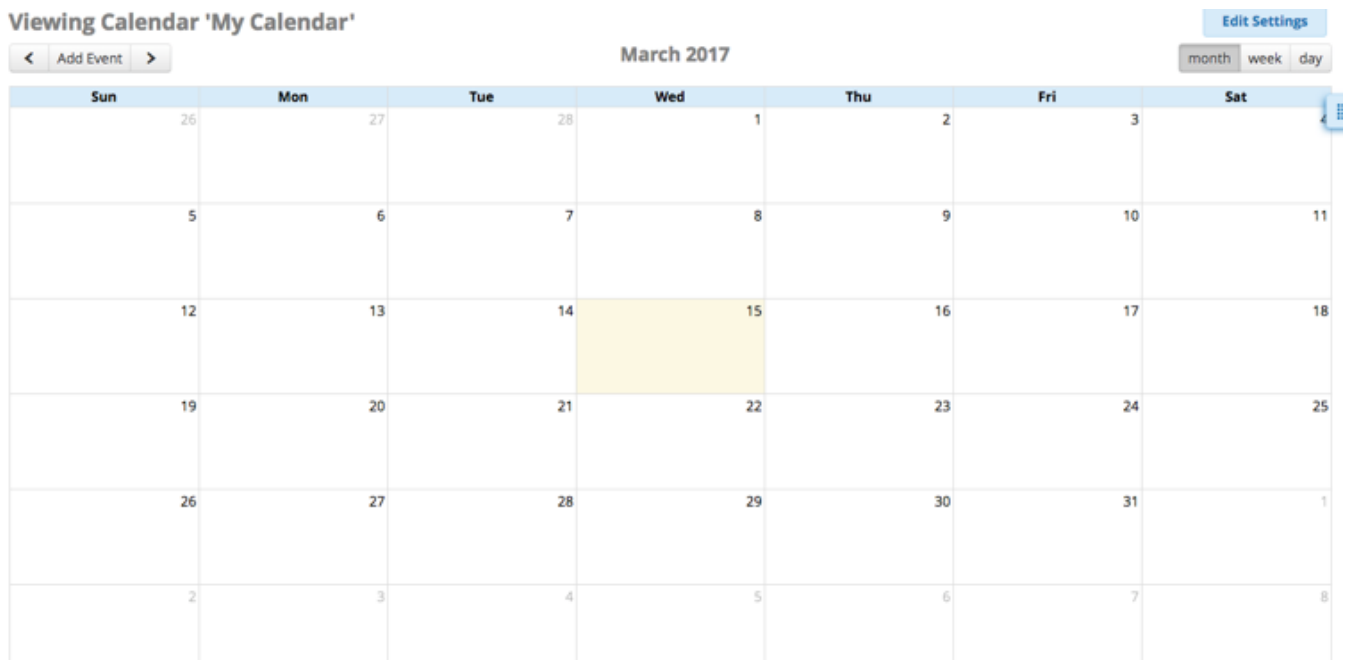 Viewing Calendar 'My Calendar'
Edit Settings
< Add Event >
March 2017
month week day
Sun Mon Tue Wed Thu Fri Sat
26 27 28 1 2 3 4
5 6 7 8 9 10 11
12 13 14 15 16 17 18
19 20 21 22 23 24 25
26 27 28 29 30 31 1
2 3 4 5 6 7 8